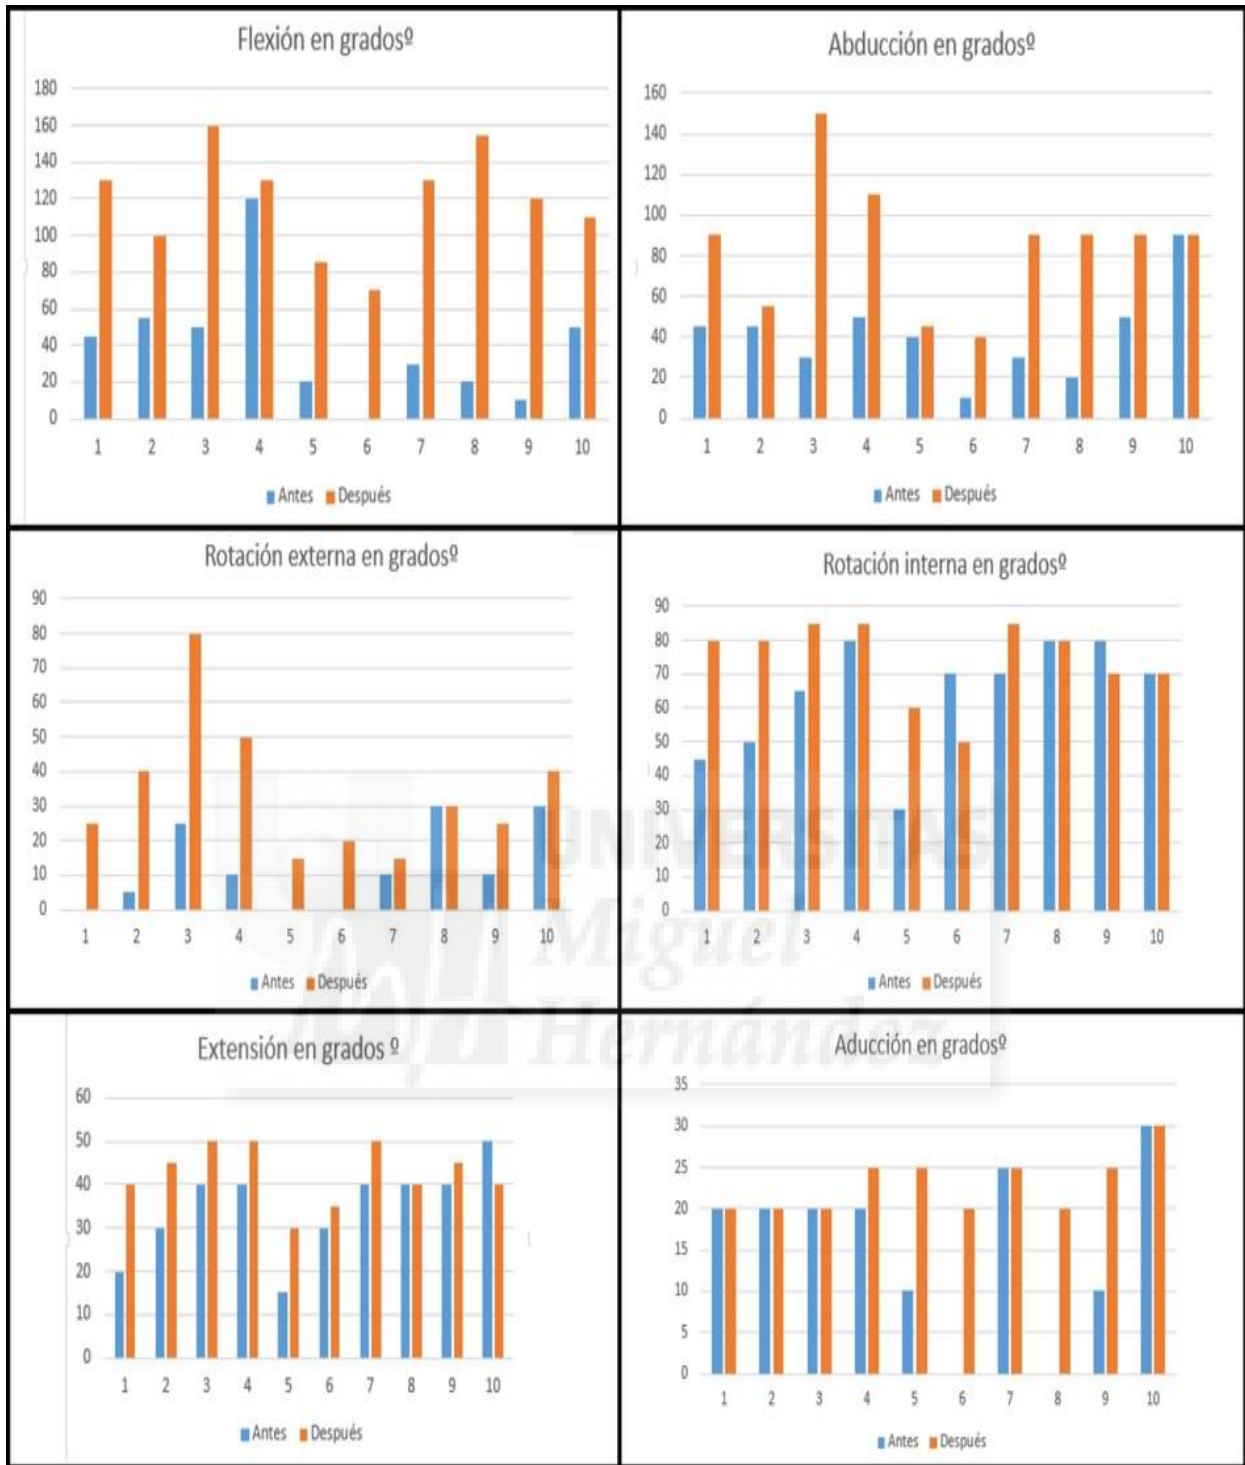 Flexión en gradosº
180
160
140
120
100
80
60
40
20
0
1 2 3 4 5 6 7 8 9 10
Antes Después
Abducción en gradosº
160
140
120
100
80
60
40
20
0
1 2 3 4 5 6 7 8 9 10
Antes Después
Rotación externa en gradosº
90
80
70
60
50
40
30
20
10
0
1 2 3 4 5 6 7 8 9 10
Antes Después
Rotación interna en gradosº
90
80
70
60
50
40
30
20
10
0
1 2 3 4 5 6 7 8 9 10
Antes Después
UNIVERSITAS
Miguel
Hernández
Extensión en grados º
60
50
40
30
20
10
0
1 2 3 4 5 6 7 8 9 10
Antes Después
Aducción en gradosº
35
30
25
20
15
10
5
0
1 2 3 4 5 6 7 8 9 10
Antes Después